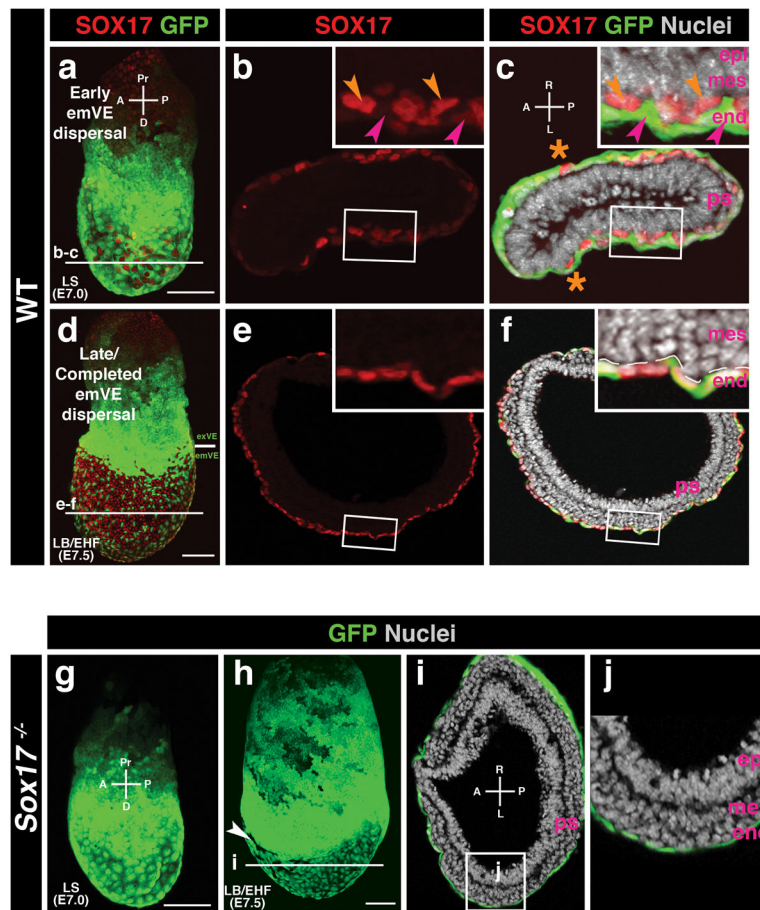 SOX17 GFP
SOX17
SOX17 GFP Nuclei
WT
a
Early
emVE
dispersal
Pr
A P
D
b-c
LS
(E7.0)
b
c
R
A P
L
*
*
epi
mes
end
ps
d
Late/
Completed
emVE
dispersal
exVE
emVE
e-f
LB/EHF
(E7.5)
e
f
mes
end
ps
GFP Nuclei
Sox17 -/-
g
Pr
A P
D
LS
(E7.0)
h
i
LB/EHF
(E7.5)
i
R
A P
L
ps
j
j